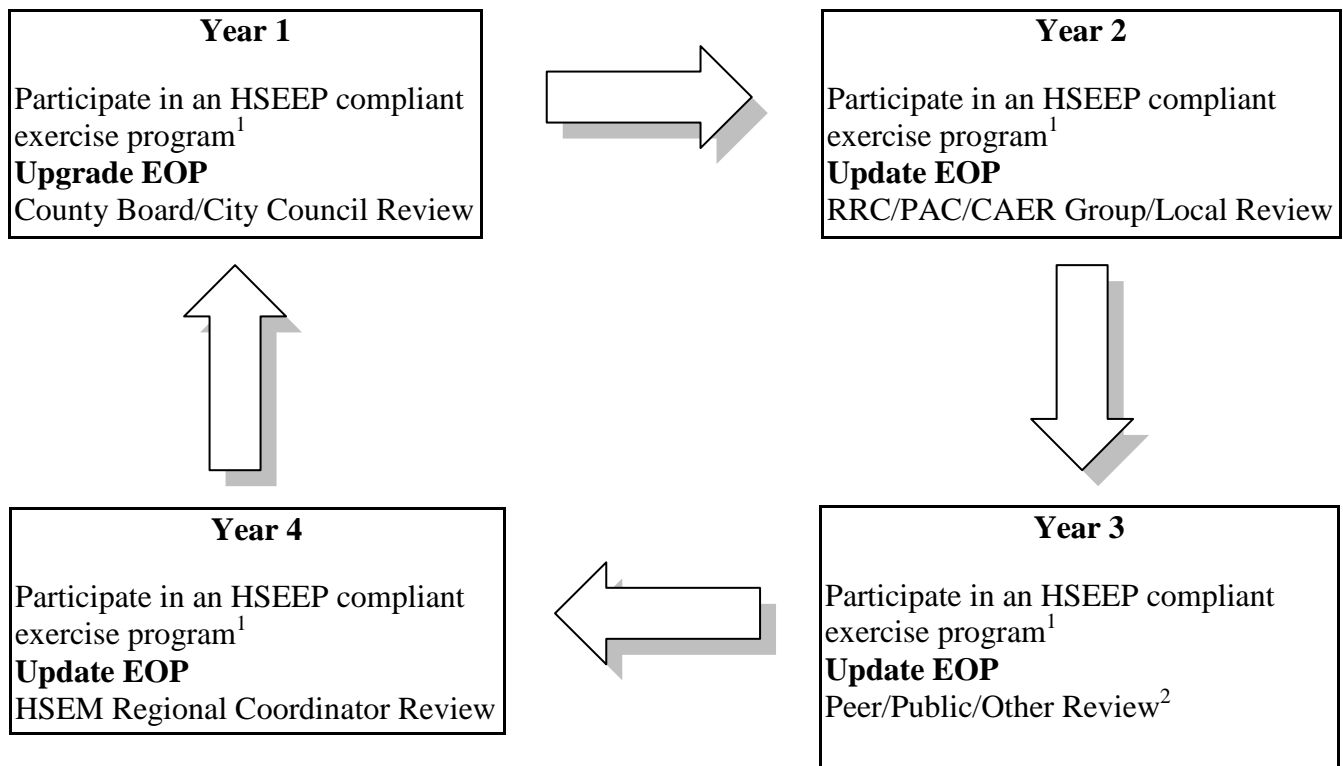 Year 1
Participate in an HSEEP compliant
exercise program¹
Upgrade EOP
County Board/City Council Review
Year 2
Participate in an HSEEP compliant
exercise program¹
Update EOP
RRC/PAC/CAER Group/Local Review
Year 4
Participate in an HSEEP compliant
exercise program¹
Update EOP
HSEM Regional Coordinator Review
Year 3
Participate in an HSEEP compliant
exercise program¹
Update EOP
Peer/Public/Other Review²